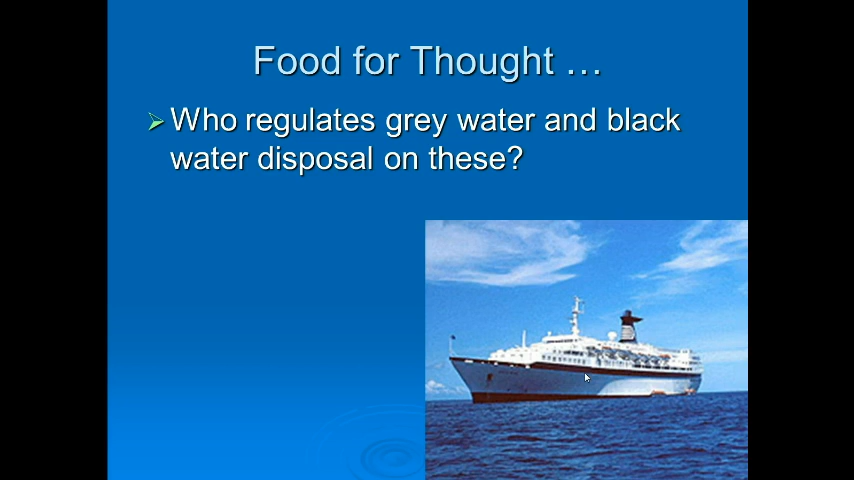 Food for Thought …
Who regulates grey water and black
water disposal on these?